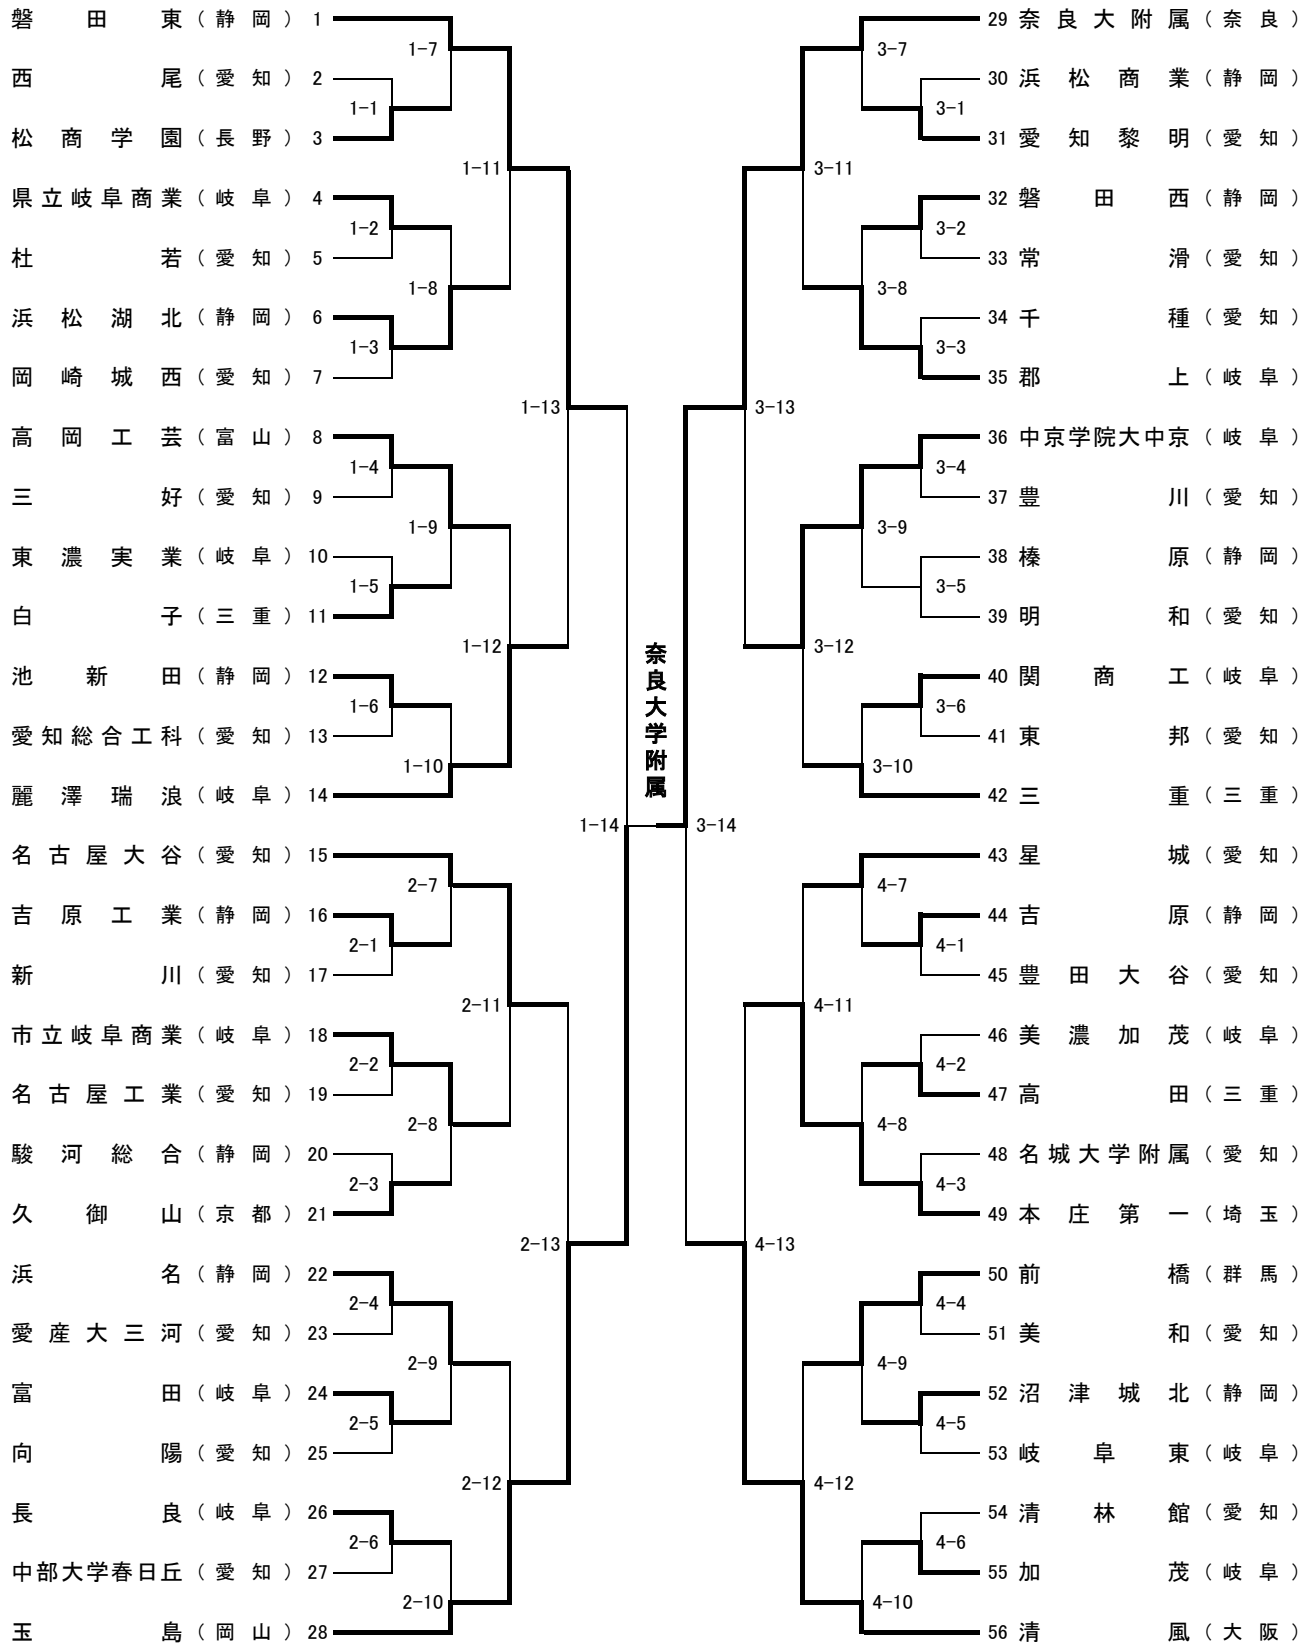 磐田東（静岡）1
西尾（愛知）2
松商学園（長野）3
県立岐阜商業（岐阜）4
杜若（愛知）5
浜松湖北（静岡）6
岡崎城西（愛知）7
高岡工芸（富山）8
三好（愛知）9
東濃実業（岐阜）10
白子（三重）11
池新田（静岡）12
愛知総合工科（愛知）13
麗澤瑞浪（岐阜）14
名古屋大谷（愛知）15
吉原工業（静岡）16
新川（愛知）17
市立岐阜商業（岐阜）18
名古屋工業（愛知）19
駿河総合（静岡）20
久御山（京都）21
浜名（静岡）22
愛産大三河（愛知）23
富田（岐阜）24
向陽（愛知）25
長良（岐阜）26
中部大学春日丘（愛知）27
玉島（岡山）28
1-1
1-2
1-3
1-4
1-5
1-6
2-1
2-2
2-3
2-4
2-5
2-6
1-7
1-8
1-9
1-10
2-7
2-8
2-9
2-10
1-11
1-12
2-11
2-12
1-13
2-13
1-14
奈良大学附属
3-14
3-13
4-13
3-11
3-12
4-11
4-12
3-7
3-8
3-9
3-10
4-7
4-8
4-9
4-10
3-1
3-2
3-3
3-4
3-5
3-6
4-1
4-2
4-3
4-4
4-5
4-6
29 奈良大附属（奈良）
30 浜松商業（静岡）
31 愛知黎明（愛知）
32 磐田西（静岡）
33 常滑（愛知）
34 千種（愛知）
35 郡上（岐阜）
36 中京学院大中京（岐阜）
37 豊川（愛知）
38 榛原（静岡）
39 明和（愛知）
40 関商工（岐阜）
41 東邦（愛知）
42 三重（三重）
43 星城（愛知）
44 吉原（静岡）
45 豊田大谷（愛知）
46 美濃加茂（岐阜）
47 高田（三重）
48 名城大学附属（愛知）
49 本庄第一（埼玉）
50 前橋（群馬）
51 美和（愛知）
52 沼津城北（静岡）
53 岐阜東（岐阜）
54 清林館（愛知）
55 加茂（岐阜）
56 清風（大阪）